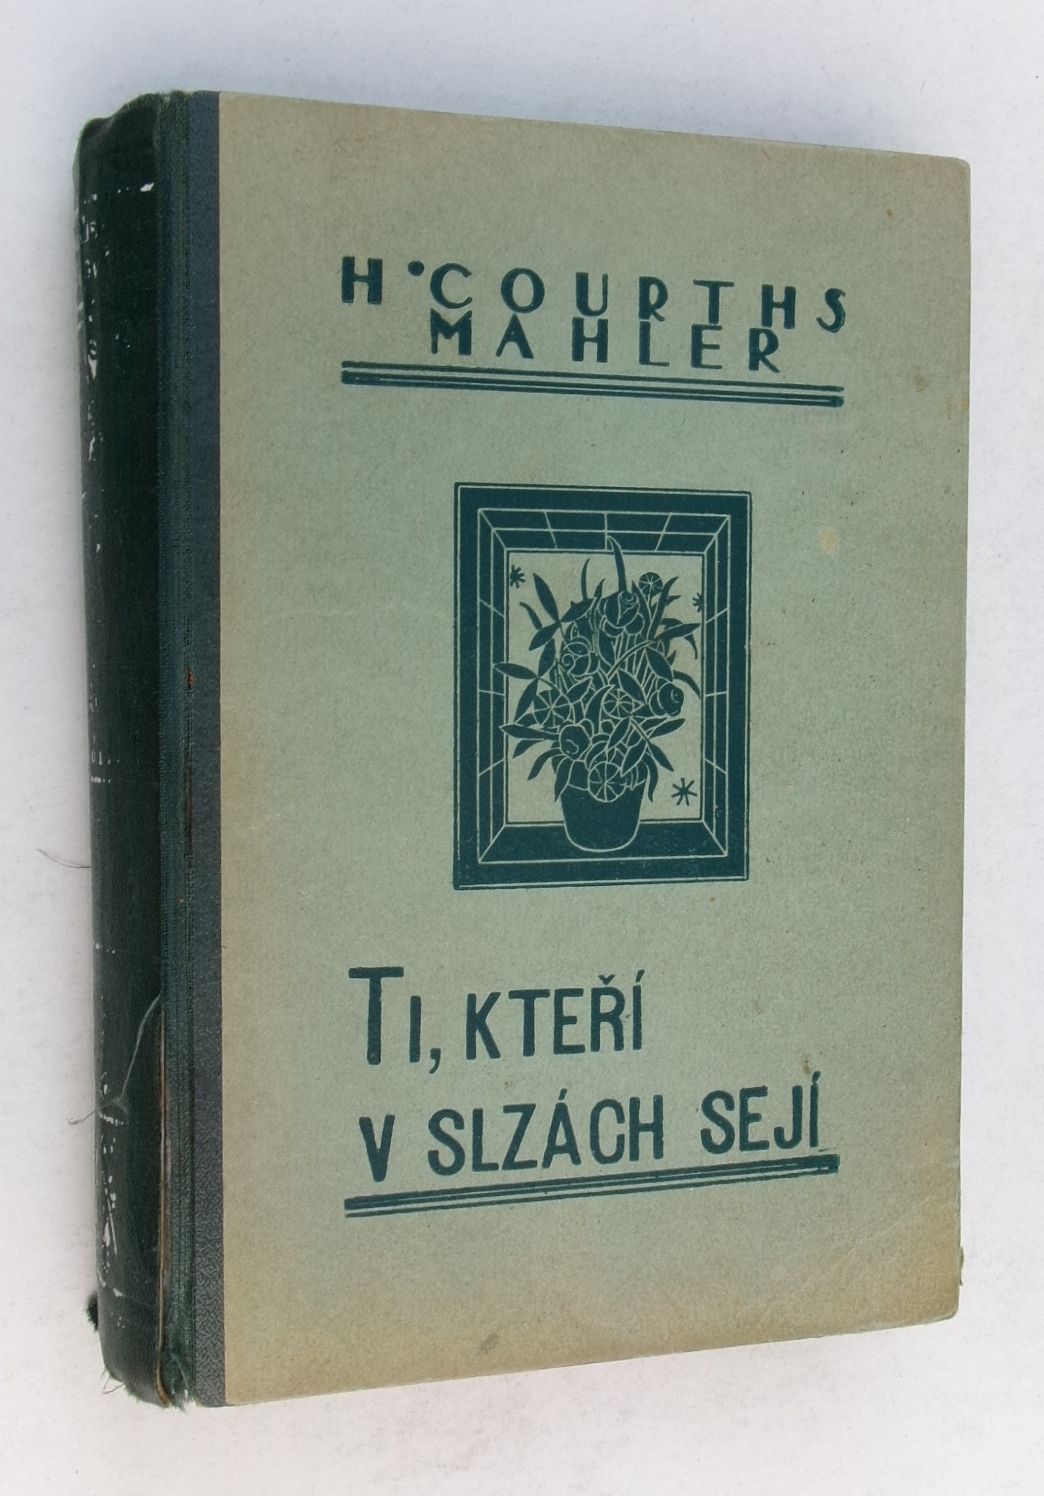 H·COURTHS
MAHLER
TI, KTEŘÍ
V SLZÁCH SEJÍ